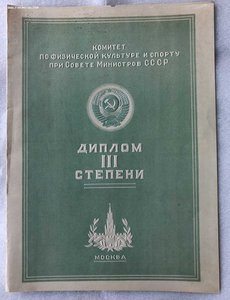 КОМИТЕТ
ПО ФИЗИЧЕСКОЙ КУЛЬТУРЕ И СПОРТУ
ПРИ СОВЕТЕ МИНИСТРОВ СССР
ДИПЛОМ
III
СТЕПЕНИ
МОСКВА